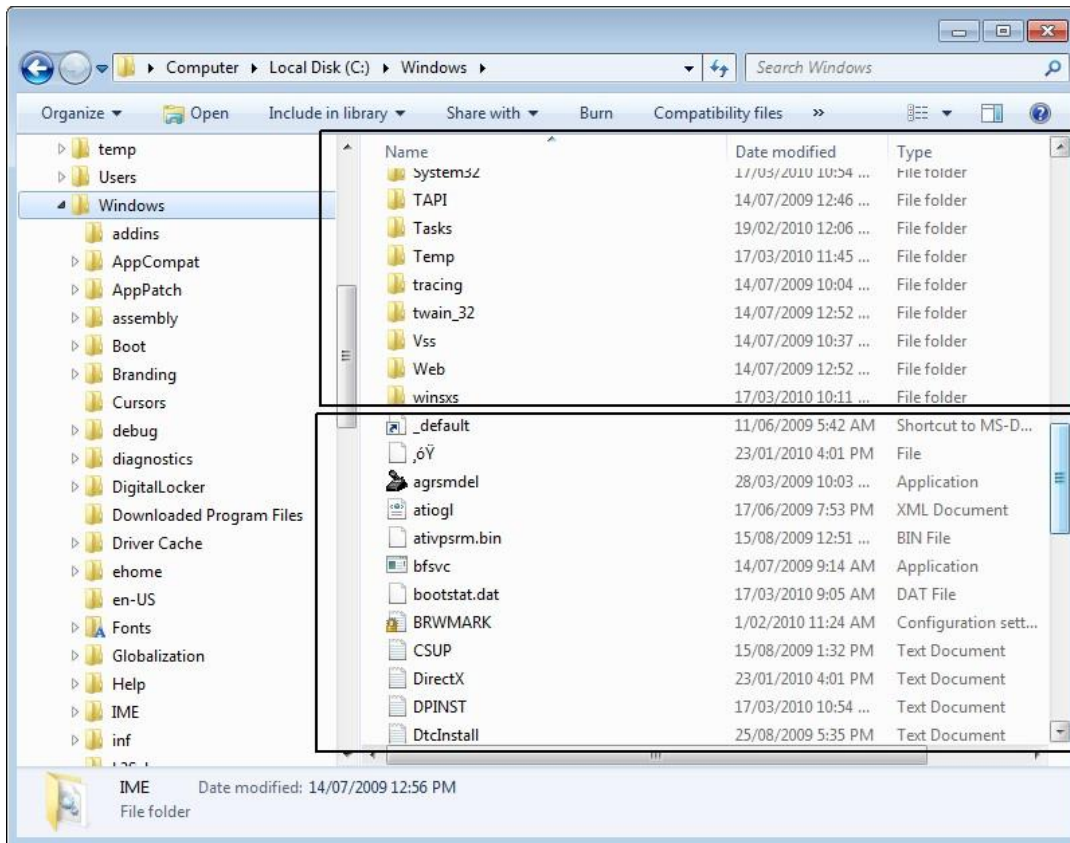 Computer Local Disk (C:) Windows Search Windows
Organize Open Include in library Share with Burn Compatibility files »
temp
Users
Windows
addins
AppCompat
AppPatch
assembly
Boot
Branding
Cursors
debug
diagnostics
DigitalLocker
Downloaded Program Files
Driver Cache
ehome
en-US
Fonts
Globalization
Help
IME
inf
Name Date modified Type
System32 17/03/2010 10:54 ... File folder
TAPI 14/07/2009 12:46 ... File folder
Tasks 19/02/2010 12:06 ... File folder
Temp 17/03/2010 11:45 ... File folder
tracing 14/07/2009 10:04 ... File folder
twain_32 14/07/2009 12:52 ... File folder
Vss 14/07/2009 10:37 ... File folder
Web 14/07/2009 12:52 ... File folder
winsxs 17/03/2010 10:11 ... File folder
_default 11/06/2009 5:42 AM Shortcut to MS-D...
¸óŸ 23/01/2010 4:01 PM File
agrsmdel 28/03/2009 10:03 ... Application
atiogl 17/06/2009 7:53 PM XML Document
ativpsrm.bin 15/08/2009 12:51 ... BIN File
bfsvc 14/07/2009 9:14 AM Application
bootstat.dat 17/03/2010 9:05 AM DAT File
BRWMARK 1/02/2010 11:24 AM Configuration sett...
CSUP 15/08/2009 1:32 PM Text Document
DirectX 23/01/2010 4:01 PM Text Document
DPINST 17/03/2010 10:54 ... Text Document
DtcInstall 25/08/2009 5:35 PM Text Document
IME Date modified: 14/07/2009 12:56 PM
File folder